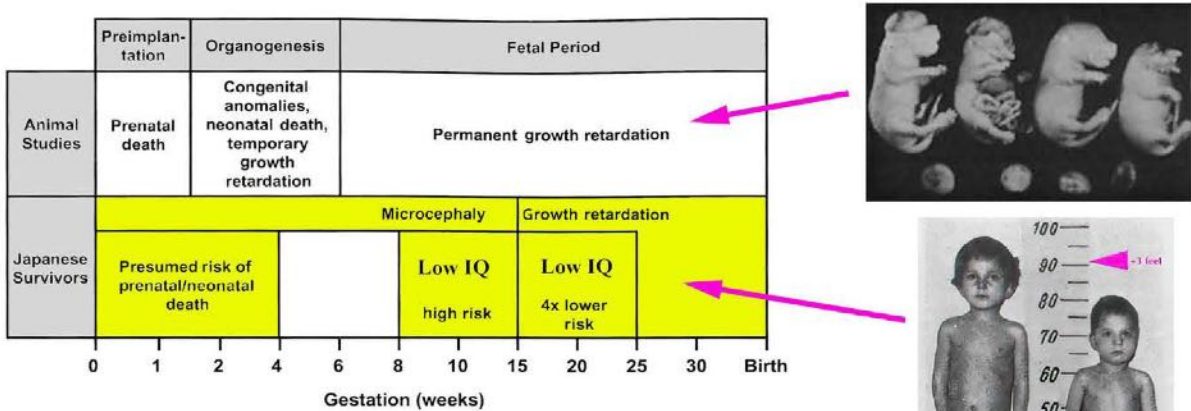 Preimplan-
tation
Organogenesis
Fetal Period
Animal
Studies
Prenatal
death
Congenital
anomalies,
neonatal death,
temporary
growth
retardation
Permanent growth retardation
Japanese
Survivors
Microcephaly
Growth retardation
Presumed risk of
prenatal/neonatal
death
Low IQ
high risk
Low IQ
4x lower
risk
0 1 2 4 6 8 10 15 20 25 30 Birth
Gestation (weeks)
100
90
~3 feet
80
70
60
50